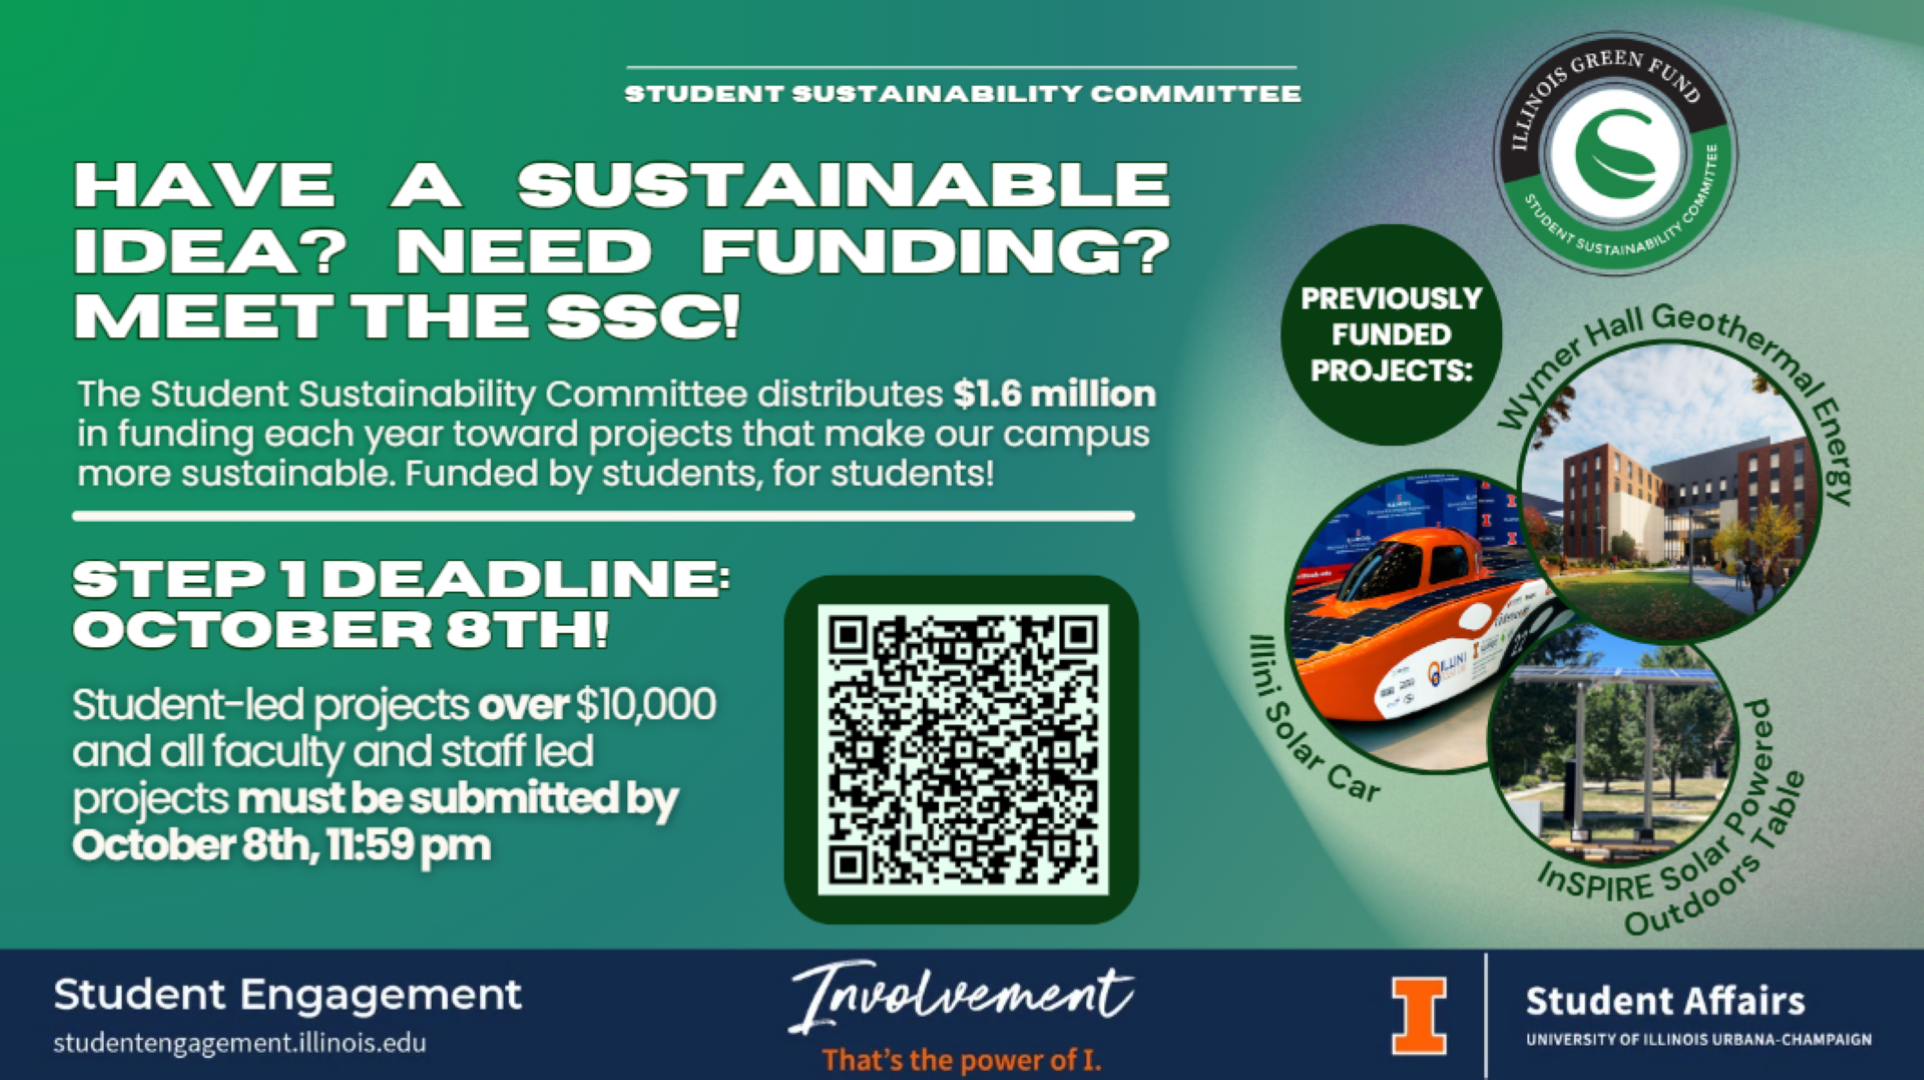 STUDENT SUSTAINABILITY COMMITTEE
ILLINOIS GREEN FUND
STUDENT SUSTAINABILITY COMMITTEE
HAVE A SUSTAINABLE
IDEA? NEED FUNDING?
MEET THE SSC!
The Student Sustainability Committee distributes $1.6 million
in funding each year toward projects that make our campus
more sustainable. Funded by students, for students!
STEP 1 DEADLINE:
OCTOBER 8TH!
Student-led projects over $10,000
and all faculty and staff led
projects must be submitted by
October 8th, 11:59 pm
PREVIOUSLY
FUNDED
PROJECTS:
Wymer Hall Geothermal Energy
Illini Solar Car
ILLINI
22
InSPIRE Solar Powered
Outdoors Table
Student Engagement
studentengagement.illinois.edu
Involvement
That's the power of I.
I
Student Affairs
UNIVERSITY OF ILLINOIS URBANA-CHAMPAIGN